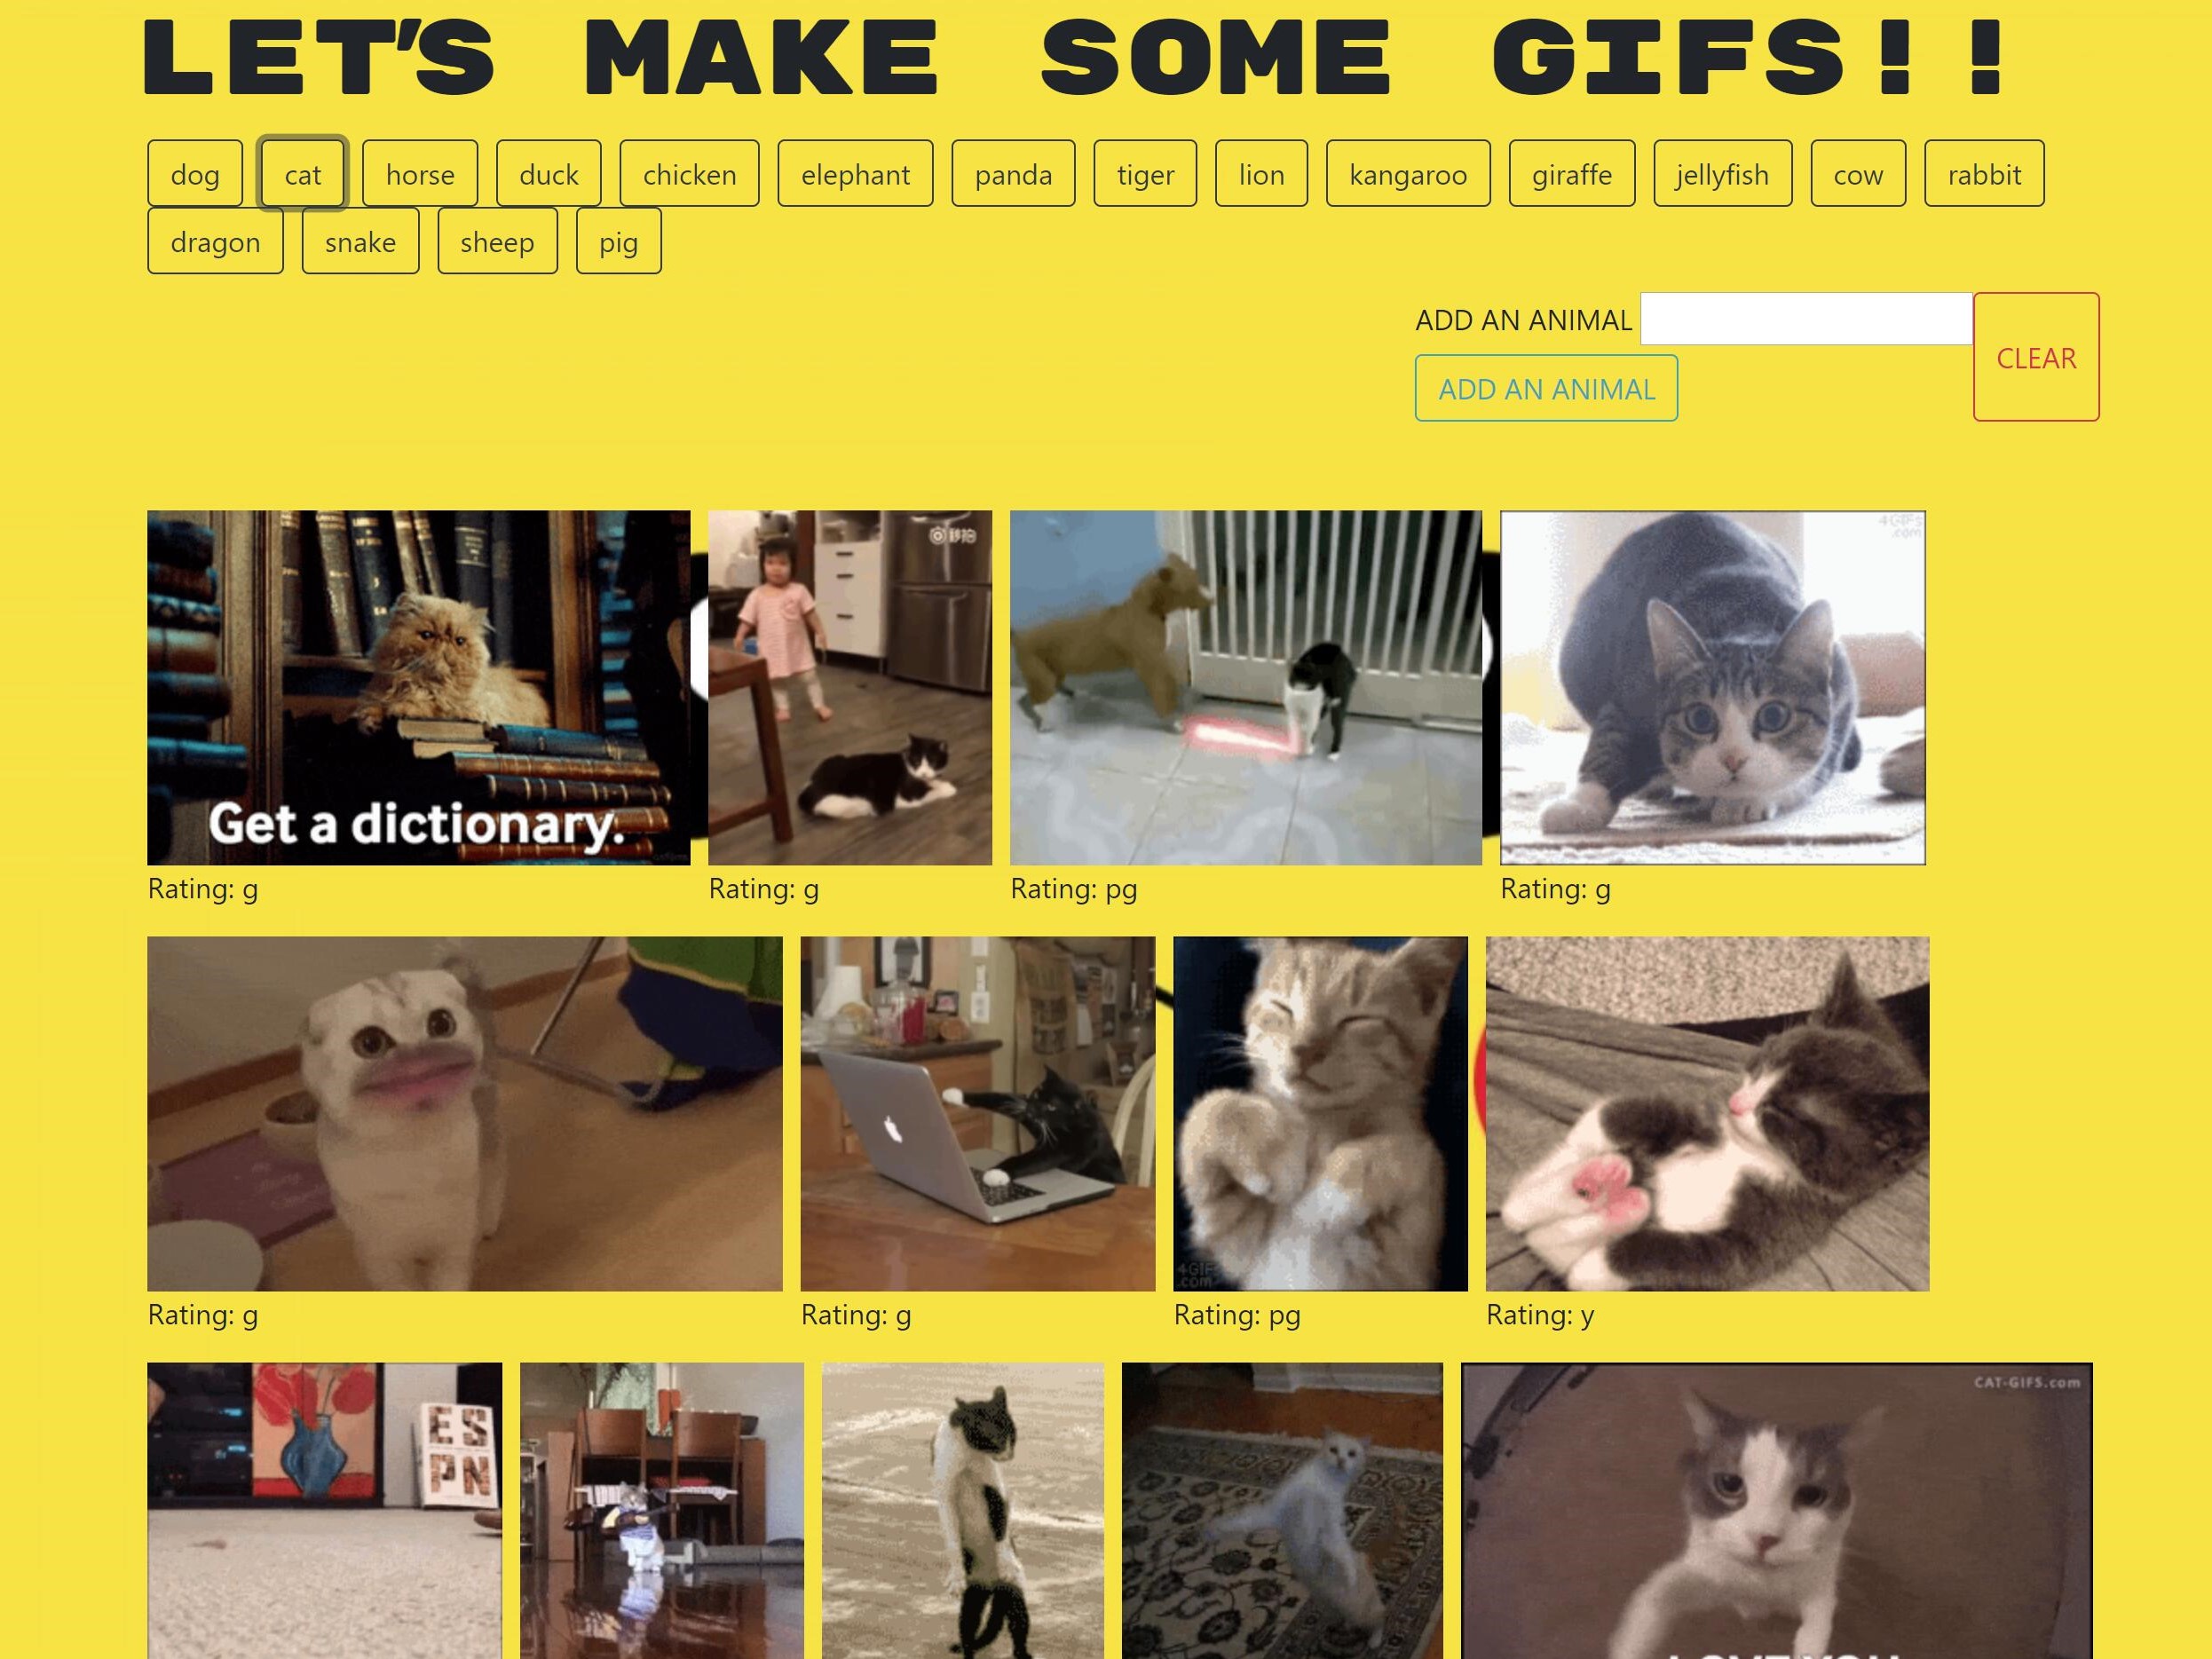 LET'S MAKE SOME GIFS!!
dog cat horse duck chicken elephant panda tiger lion kangaroo giraffe jellyfish cow rabbit
dragon snake sheep pig
ADD AN ANIMAL
CLEAR
ADD AN ANIMAL
4GIFs
.com
Get a dictionary.
Rating: g
Rating: g
Rating: pg
Rating: g
4GIFs
.com
Rating: g
Rating: g
Rating: pg
Rating: y
ES
PN
CAT-GIFS.com